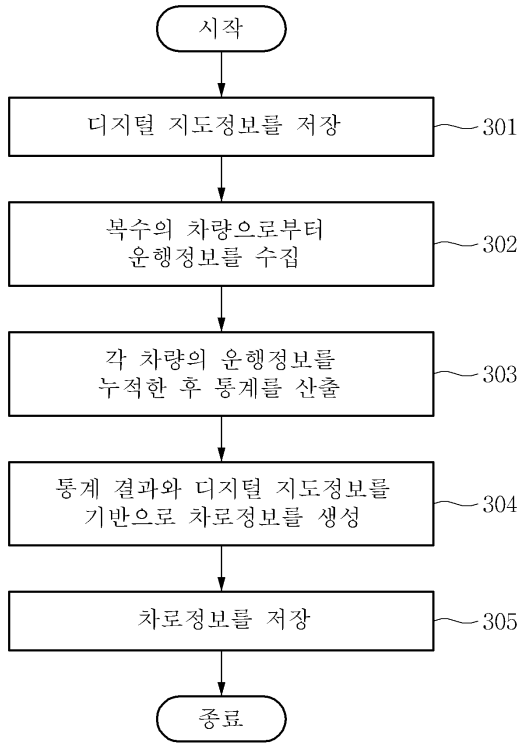 시작
디지털 지도정보를 저장
301
복수의 차량으로부터
운행정보를 수집
302
각 차량의 운행정보를
누적한 후 통계를 산출
303
통계 결과와 디지털 지도정보를
기반으로 차로정보를 생성
304
차로정보를 저장
305
종료